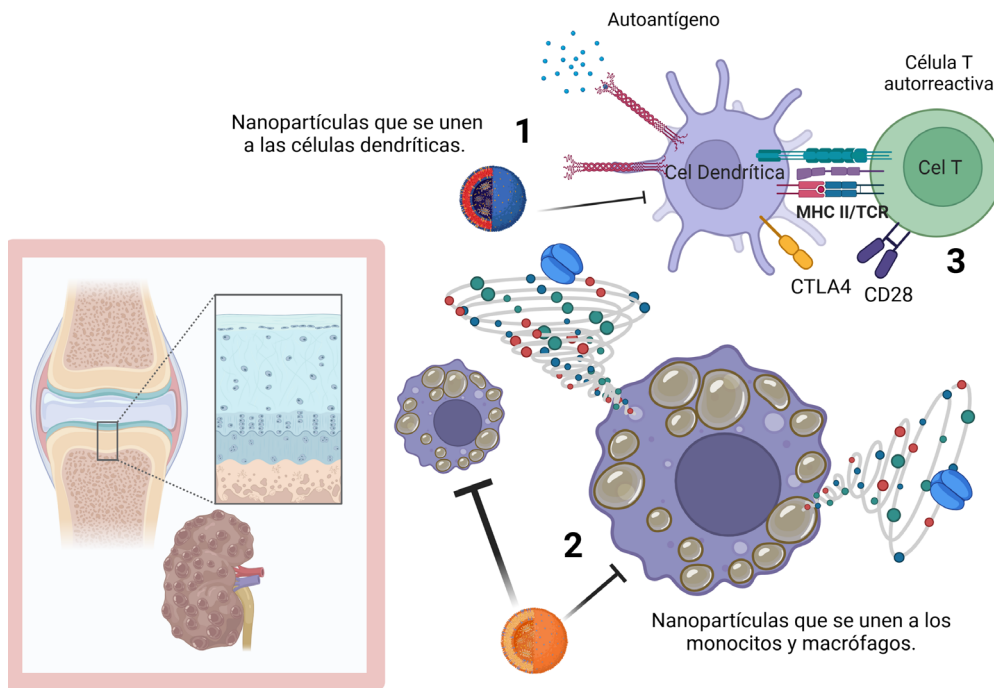 Autoantígeno
Célula T
autorreactiva
Nanopartículas que se unen
a las células dendríticas.
1
Cel Dendrítica
Cel T
MHC II/TCR
3
CTLA4
CD28
2
Nanopartículas que se unen a los
monocitos y macrófagos.